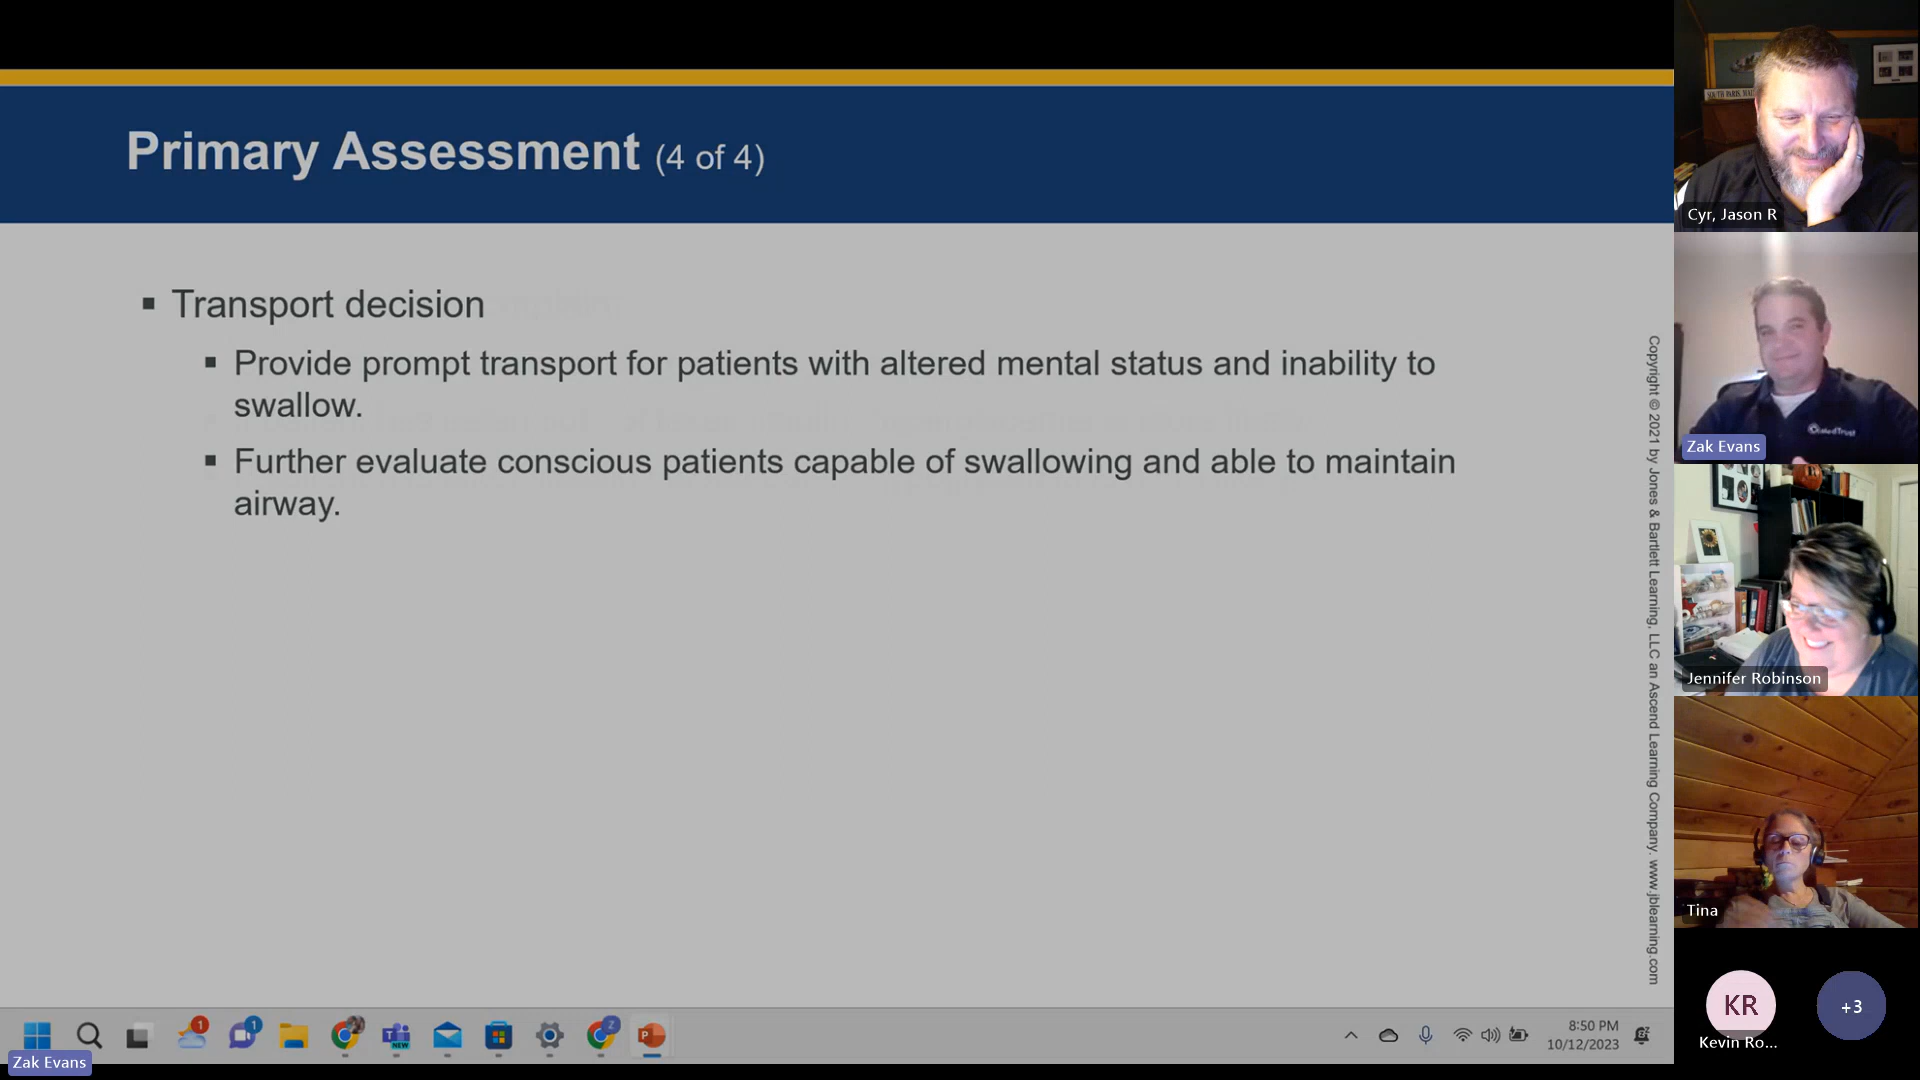 Primary Assessment (4 of 4)
Transport decision
Provide prompt transport for patients with altered mental status and inability to
swallow.
Further evaluate conscious patients capable of swallowing and able to maintain
airway.
Copyright © 2021 by Jones & Bartlett Learning, LLC an Ascend Learning Company. www.jblearning.com
Cyr, Jason R
Zak Evans
Jennifer Robinson
Tina
KR
Kevin Ro...
+3
1
1
NEW
Z
8:50 PM
10/12/2023
Zak Evans